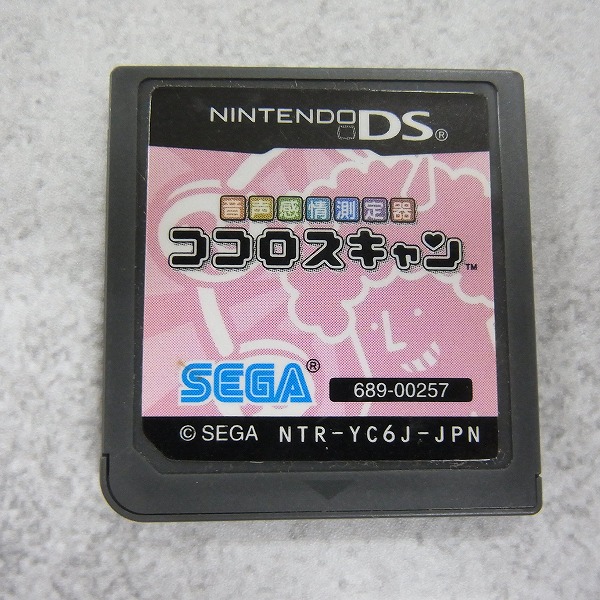 NINTENDO DS®
音声感情測定器
ココロスキャン™
SEGA®
689-00257
© SEGA NTR-YC6J-JPN